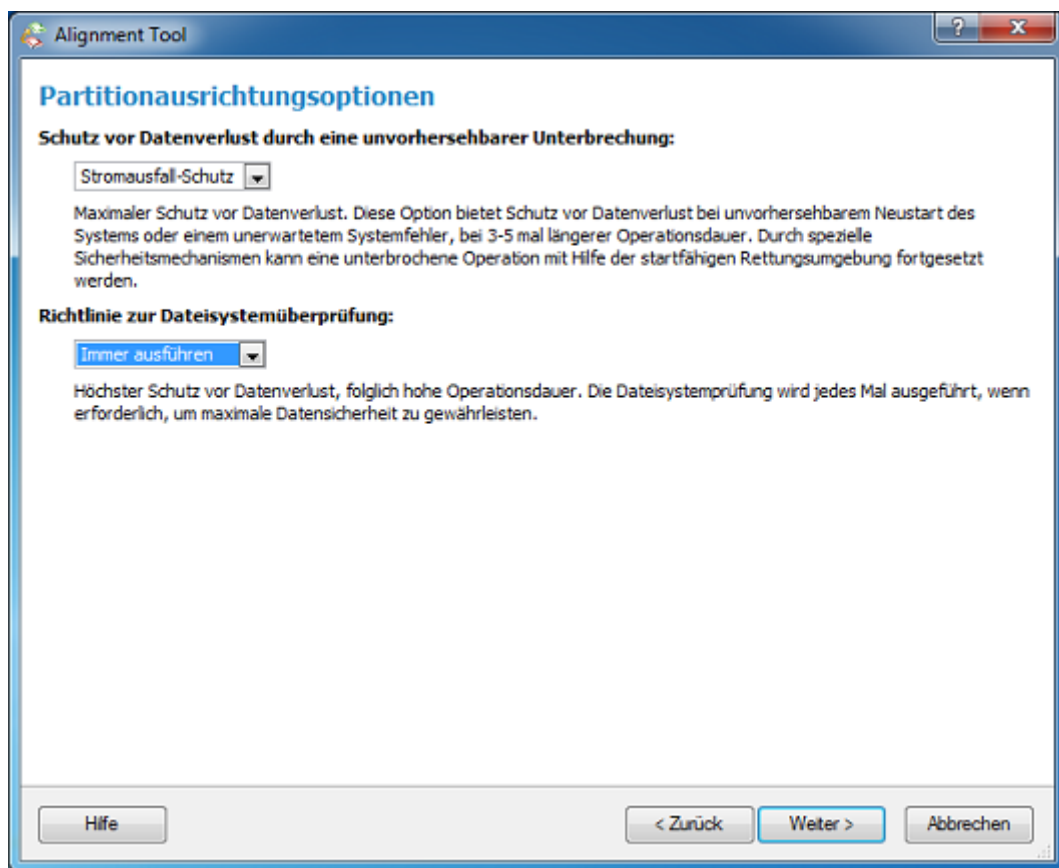 Alignment Tool
Partitionausrichtungsoptionen
Schutz vor Datenverlust durch eine unvorhersehbarer Unterbrechung:
Stromausfall-Schutz
Maximaler Schutz vor Datenverlust. Diese Option bietet Schutz vor Datenverlust bei unvorhersehbarem Neustart des
Systems oder einem unerwartetem Systemfehler, bei 3-5 mal längerer Operationsdauer. Durch spezielle
Sicherheitsmechanismen kann eine unterbrochene Operation mit Hilfe der startfähigen Rettungsumgebung fortgesetzt
werden.
Richtlinie zur Dateisystemüberprüfung:
Immer ausführen
Höchster Schutz vor Datenverlust, folglich hohe Operationsdauer. Die Dateisystemprüfung wird jedes Mal ausgeführt, wenn
erforderlich, um maximale Datensicherheit zu gewährleisten.
Hilfe
< Zurück
Weiter >
Abbrechen